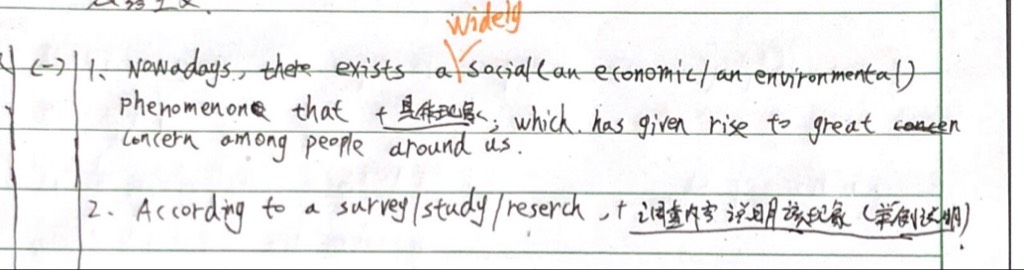 widely
(一) 1、Nowadays, there exists a social (an economic/an environmental)
phenomenon that + 具体现象, which has given rise to great concen
concern among people around us.
2. According to a survey/study/reserch, + 调查内容说明该现象 (举例说明)